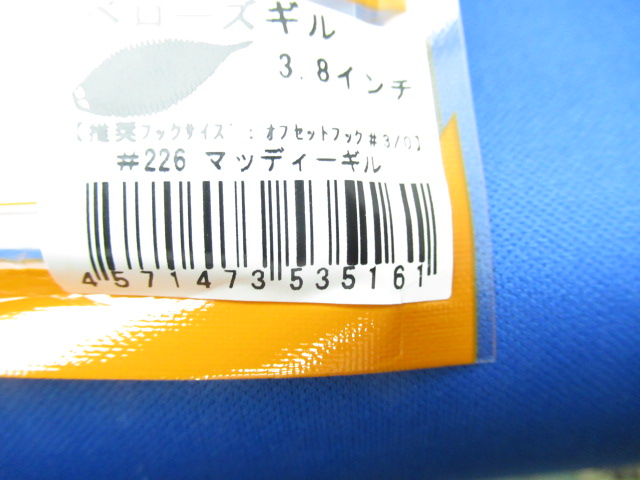 ベローズギル
3.8インチ
【推奨フックサイズ：オフセットフック#3/0】
#226 マッディーギル
4571473535161